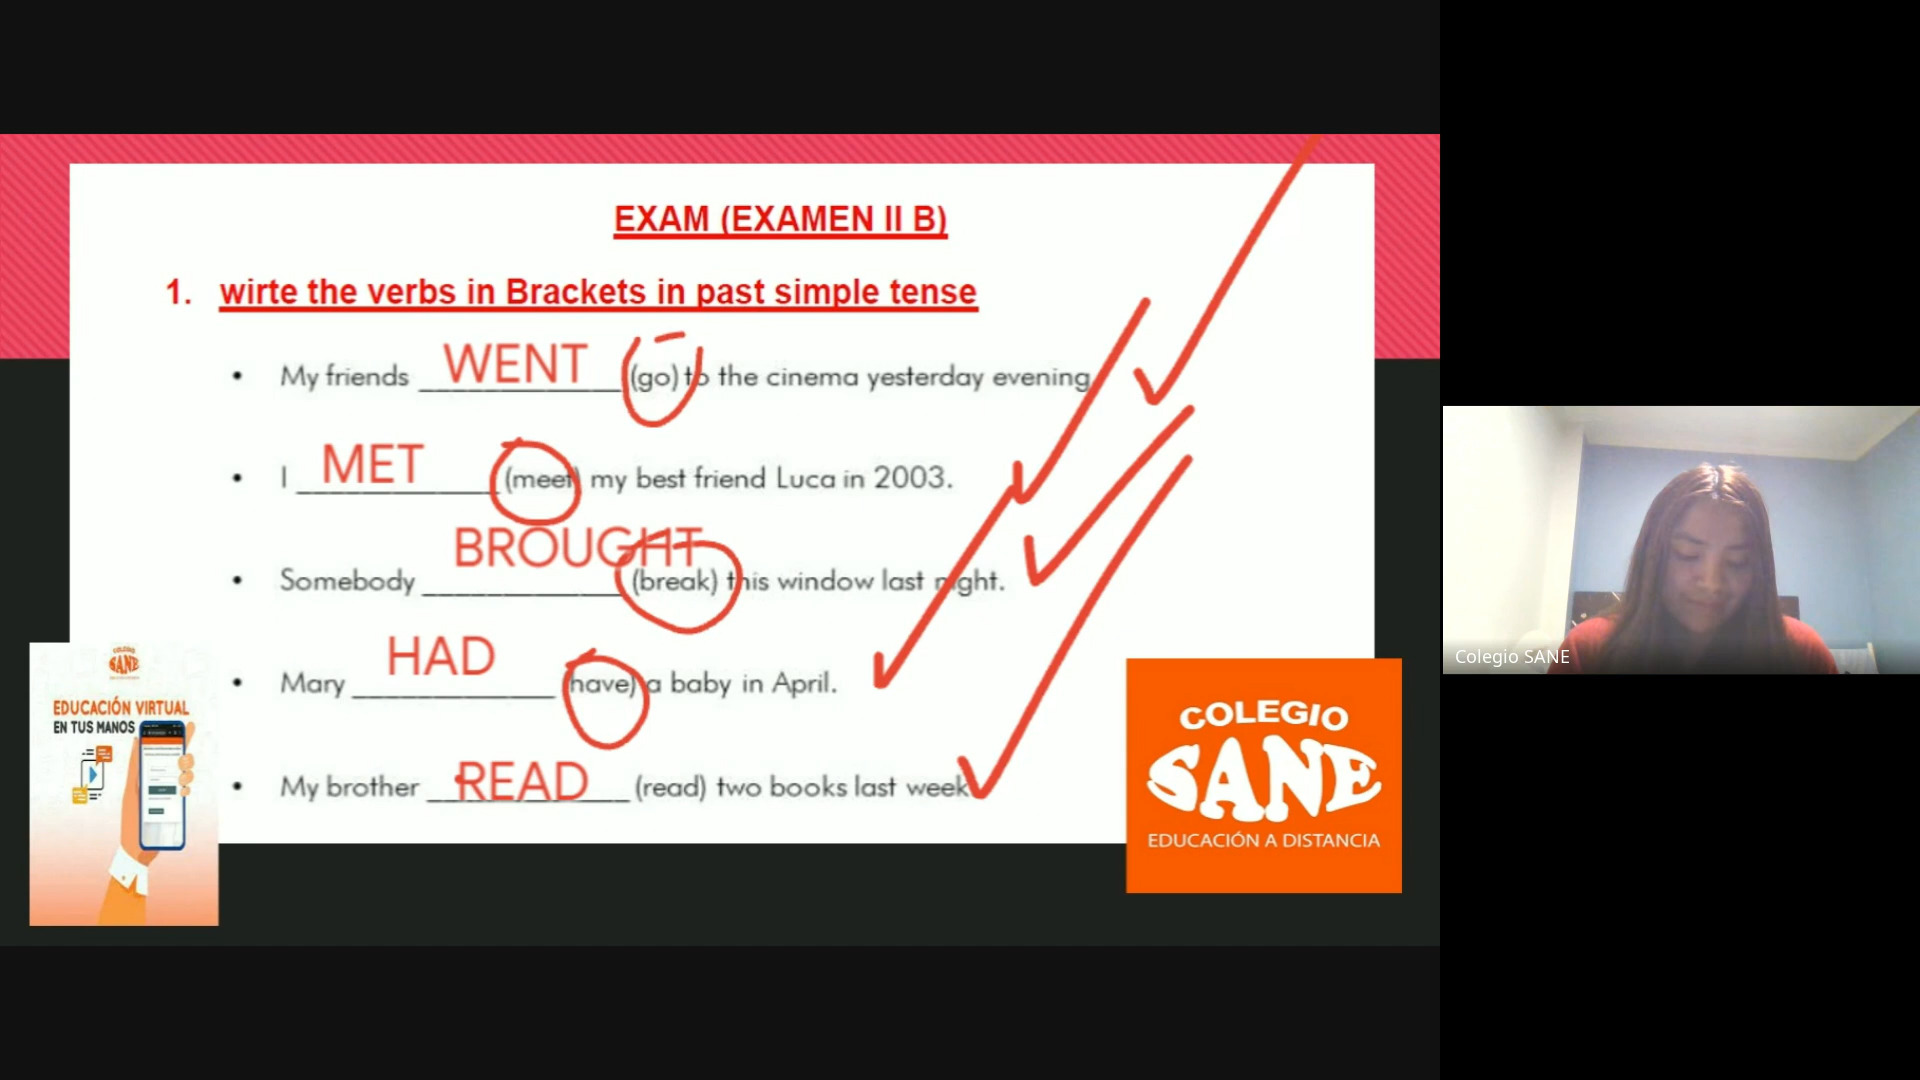 EXAM (EXAMEN II B)
1. wirte the verbs in Brackets in past simple tense
• My friends WENT (go) to the cinema yesterday evening
• I MET (meet) my best friend Luca in 2003.
• Somebody BROUGHT (break) this window last night.
• Mary HAD (have) a baby in April.
• My brother READ (read) two books last week
COLEGIO
SANE
EDUCACIÓN VIRTUAL
EN TUS MANOS
COLEGIO
SANE
EDUCACIÓN A DISTANCIA
Colegio SANE